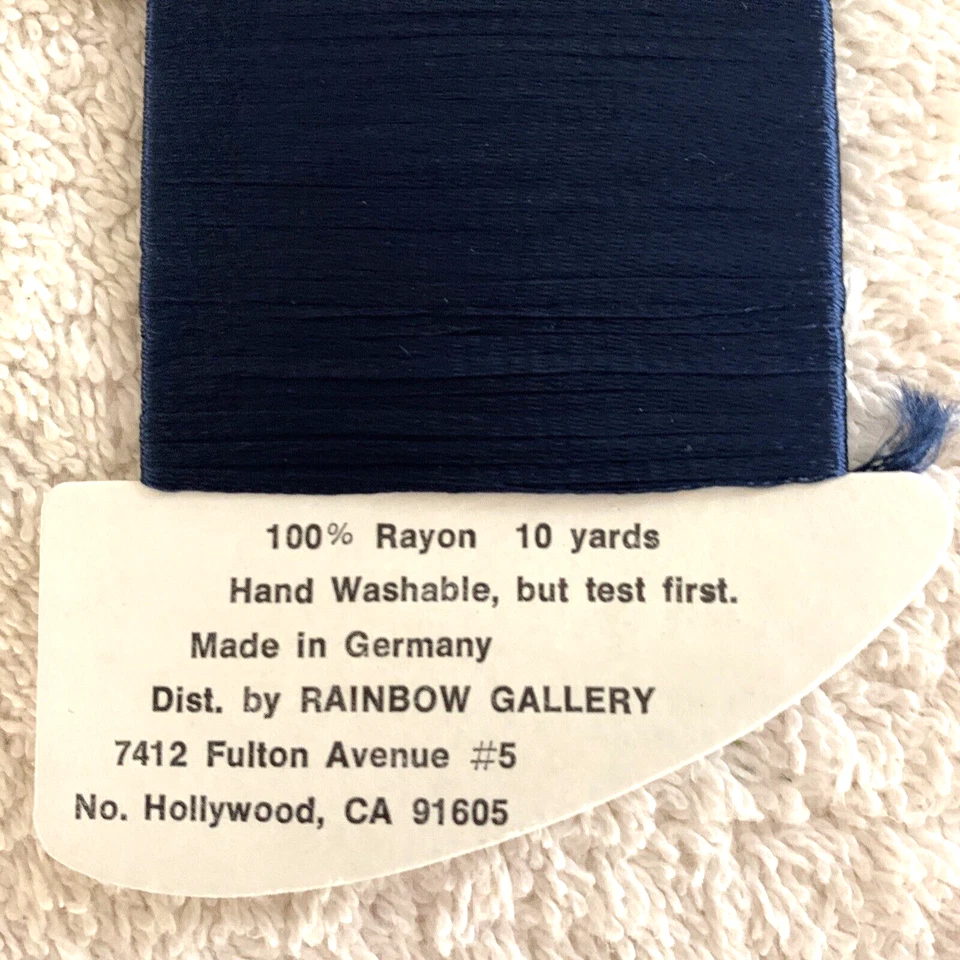 100% Rayon 10 yards
Hand Washable, but test first.
Made in Germany
Dist. by RAINBOW GALLERY
7412 Fulton Avenue #5
No. Hollywood, CA 91605